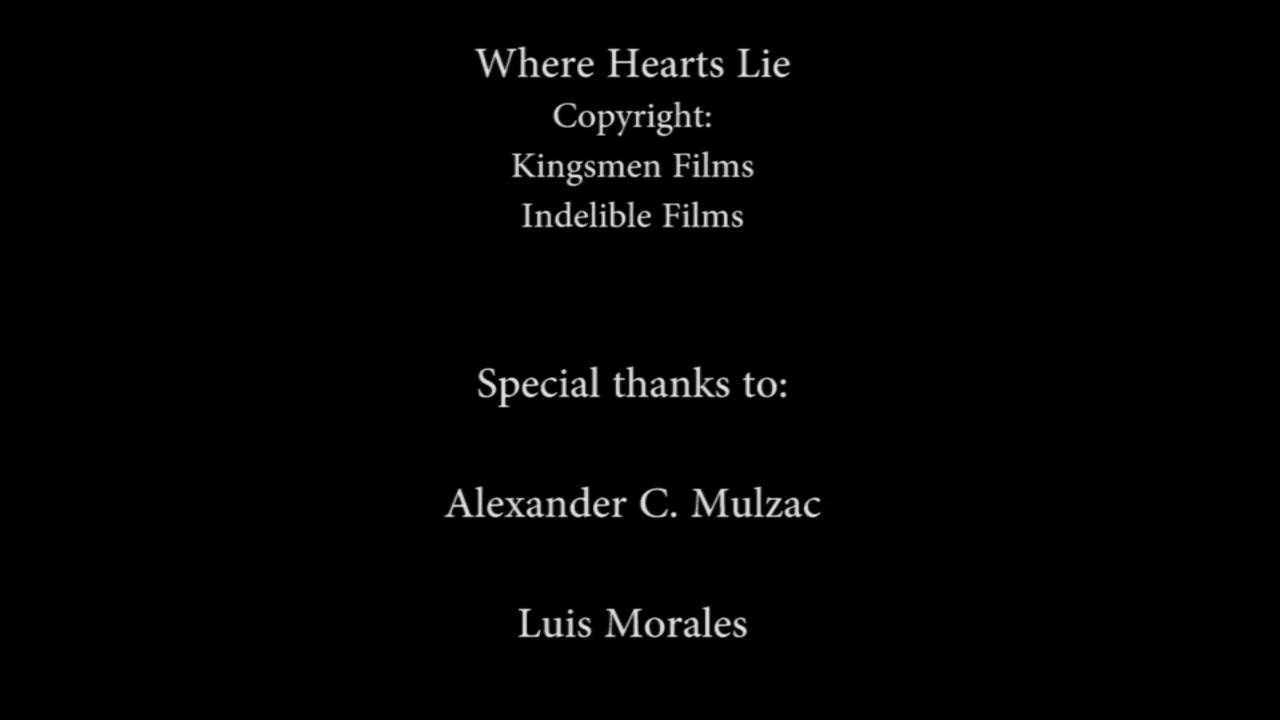 Where Hearts Lie
Copyright:
Kingsmen Films
Indelible Films
Special thanks to:
Alexander C. Mulzac
Luis Morales